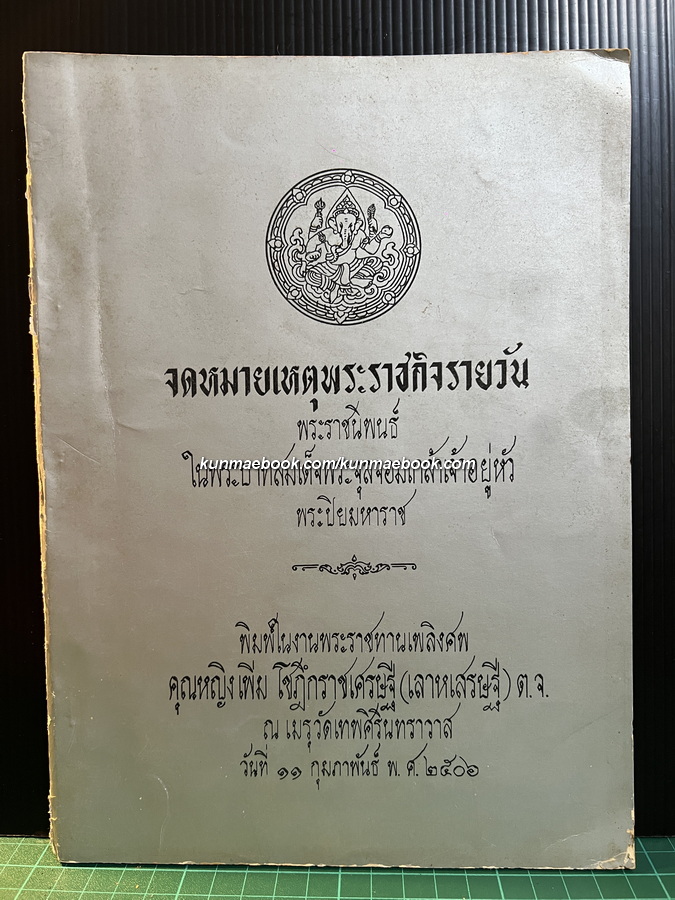 จดหมายเหตุพระราชกิจรายวัน
พระราชนิพนธ์
kunmaebook.com/kunmaebook.com
ในพระบาทสมเด็จพระจุลจอมเกล้าเจ้าอยู่หัว
พระปิยมหาราช
พิมพ์ในงานพระราชทานเพลิงศพ
คุณหญิงเพิ่ม โชฎึกราชเศรษฐี (เลาหเสรษฐี) ต.จ.
ณ เมรุวัดเทพศิรินทราวาส
วันที่ ๑๑ กุมภาพันธ์ พ.ศ. ๒๕๐๖